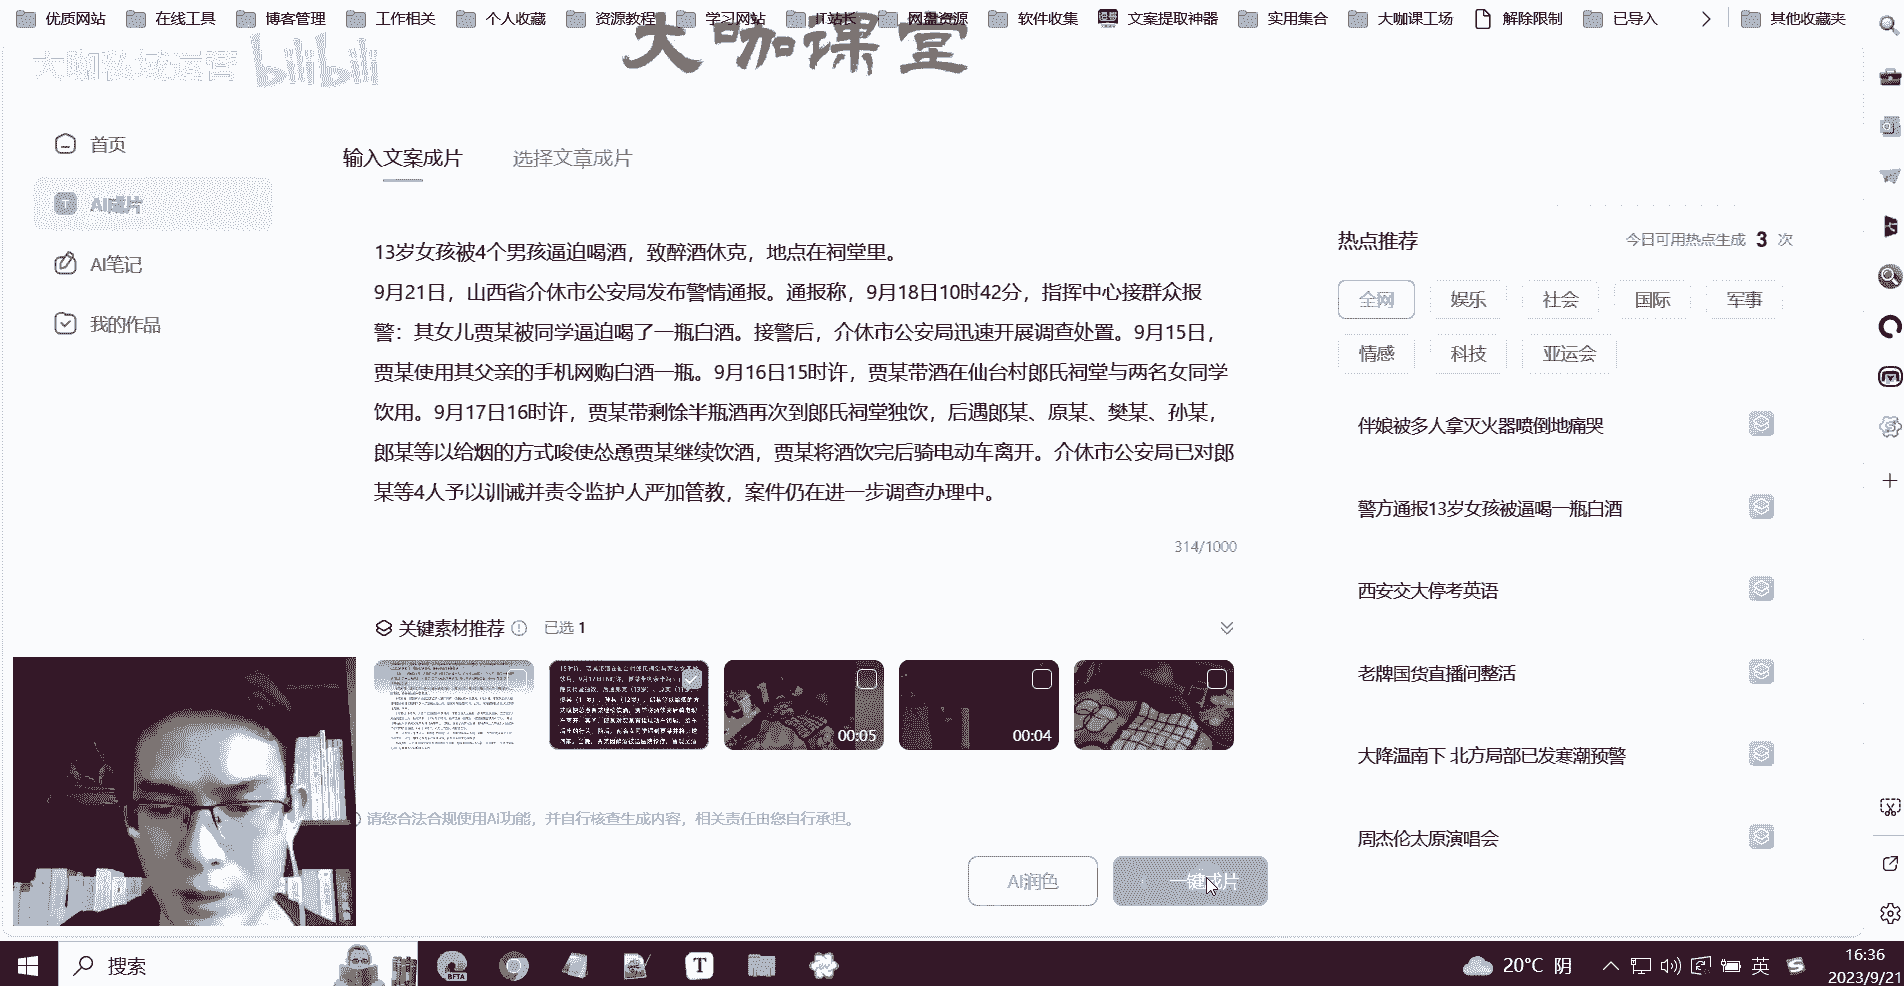 优质网站
在线工具
博客管理
工作相关
个人收藏
资源教程
学习网站
IT站长
网盘资源
软件收集
文案提取神器
实用集合
大咖课工场
解除限制
已导入
其他收藏夹
大咖私域运营 bilibili
大咖课堂
首页
AI成片
AI笔记
我的作品
输入文案成片
选择文章成片
13岁女孩被4个男孩逼迫喝酒，致醉酒休克，地点在祠堂里。
9月21日，山西省介休市公安局发布警情通报。通报称，9月18日10时42分，指挥中心接群众报
警：其女儿贾某被同学逼迫喝了一瓶白酒。接警后，介休市公安局迅速开展调查处置。9月15日，
贾某使用其父亲的手机网购白酒一瓶。9月16日15时许，贾某带酒在仙台村郎氏祠堂与两名女同学
饮用。9月17日16时许，贾某带剩馀半瓶酒再次到郎氏祠堂独饮，后遇郎某、原某、樊某、孙某，
郎某等以给烟的方式唆使怂恿贾某继续饮酒，贾某将酒饮完后骑电动车离开。介休市公安局已对郎
某等4人予以训诫并责令监护人严加管教，案件仍在进一步调查办理中。
314/1000
关键素材推荐
已选 1
00:05
00:04
请您合法合规使用AI功能，并自行核查生成内容，相关责任由您自行承担。
AI润色
一键成片
热点推荐
今日可用热点生成 3 次
全网
娱乐
社会
国际
军事
情感
科技
亚运会
伴娘被多人拿灭火器喷倒地痛哭
警方通报13岁女孩被逼喝一瓶白酒
西安交大停考英语
老牌国货直播间整活
大降温南下 北方局部已发寒潮预警
周杰伦太原演唱会
搜索
BETA
T
20°C 阴
英
16:36
2023/9/21